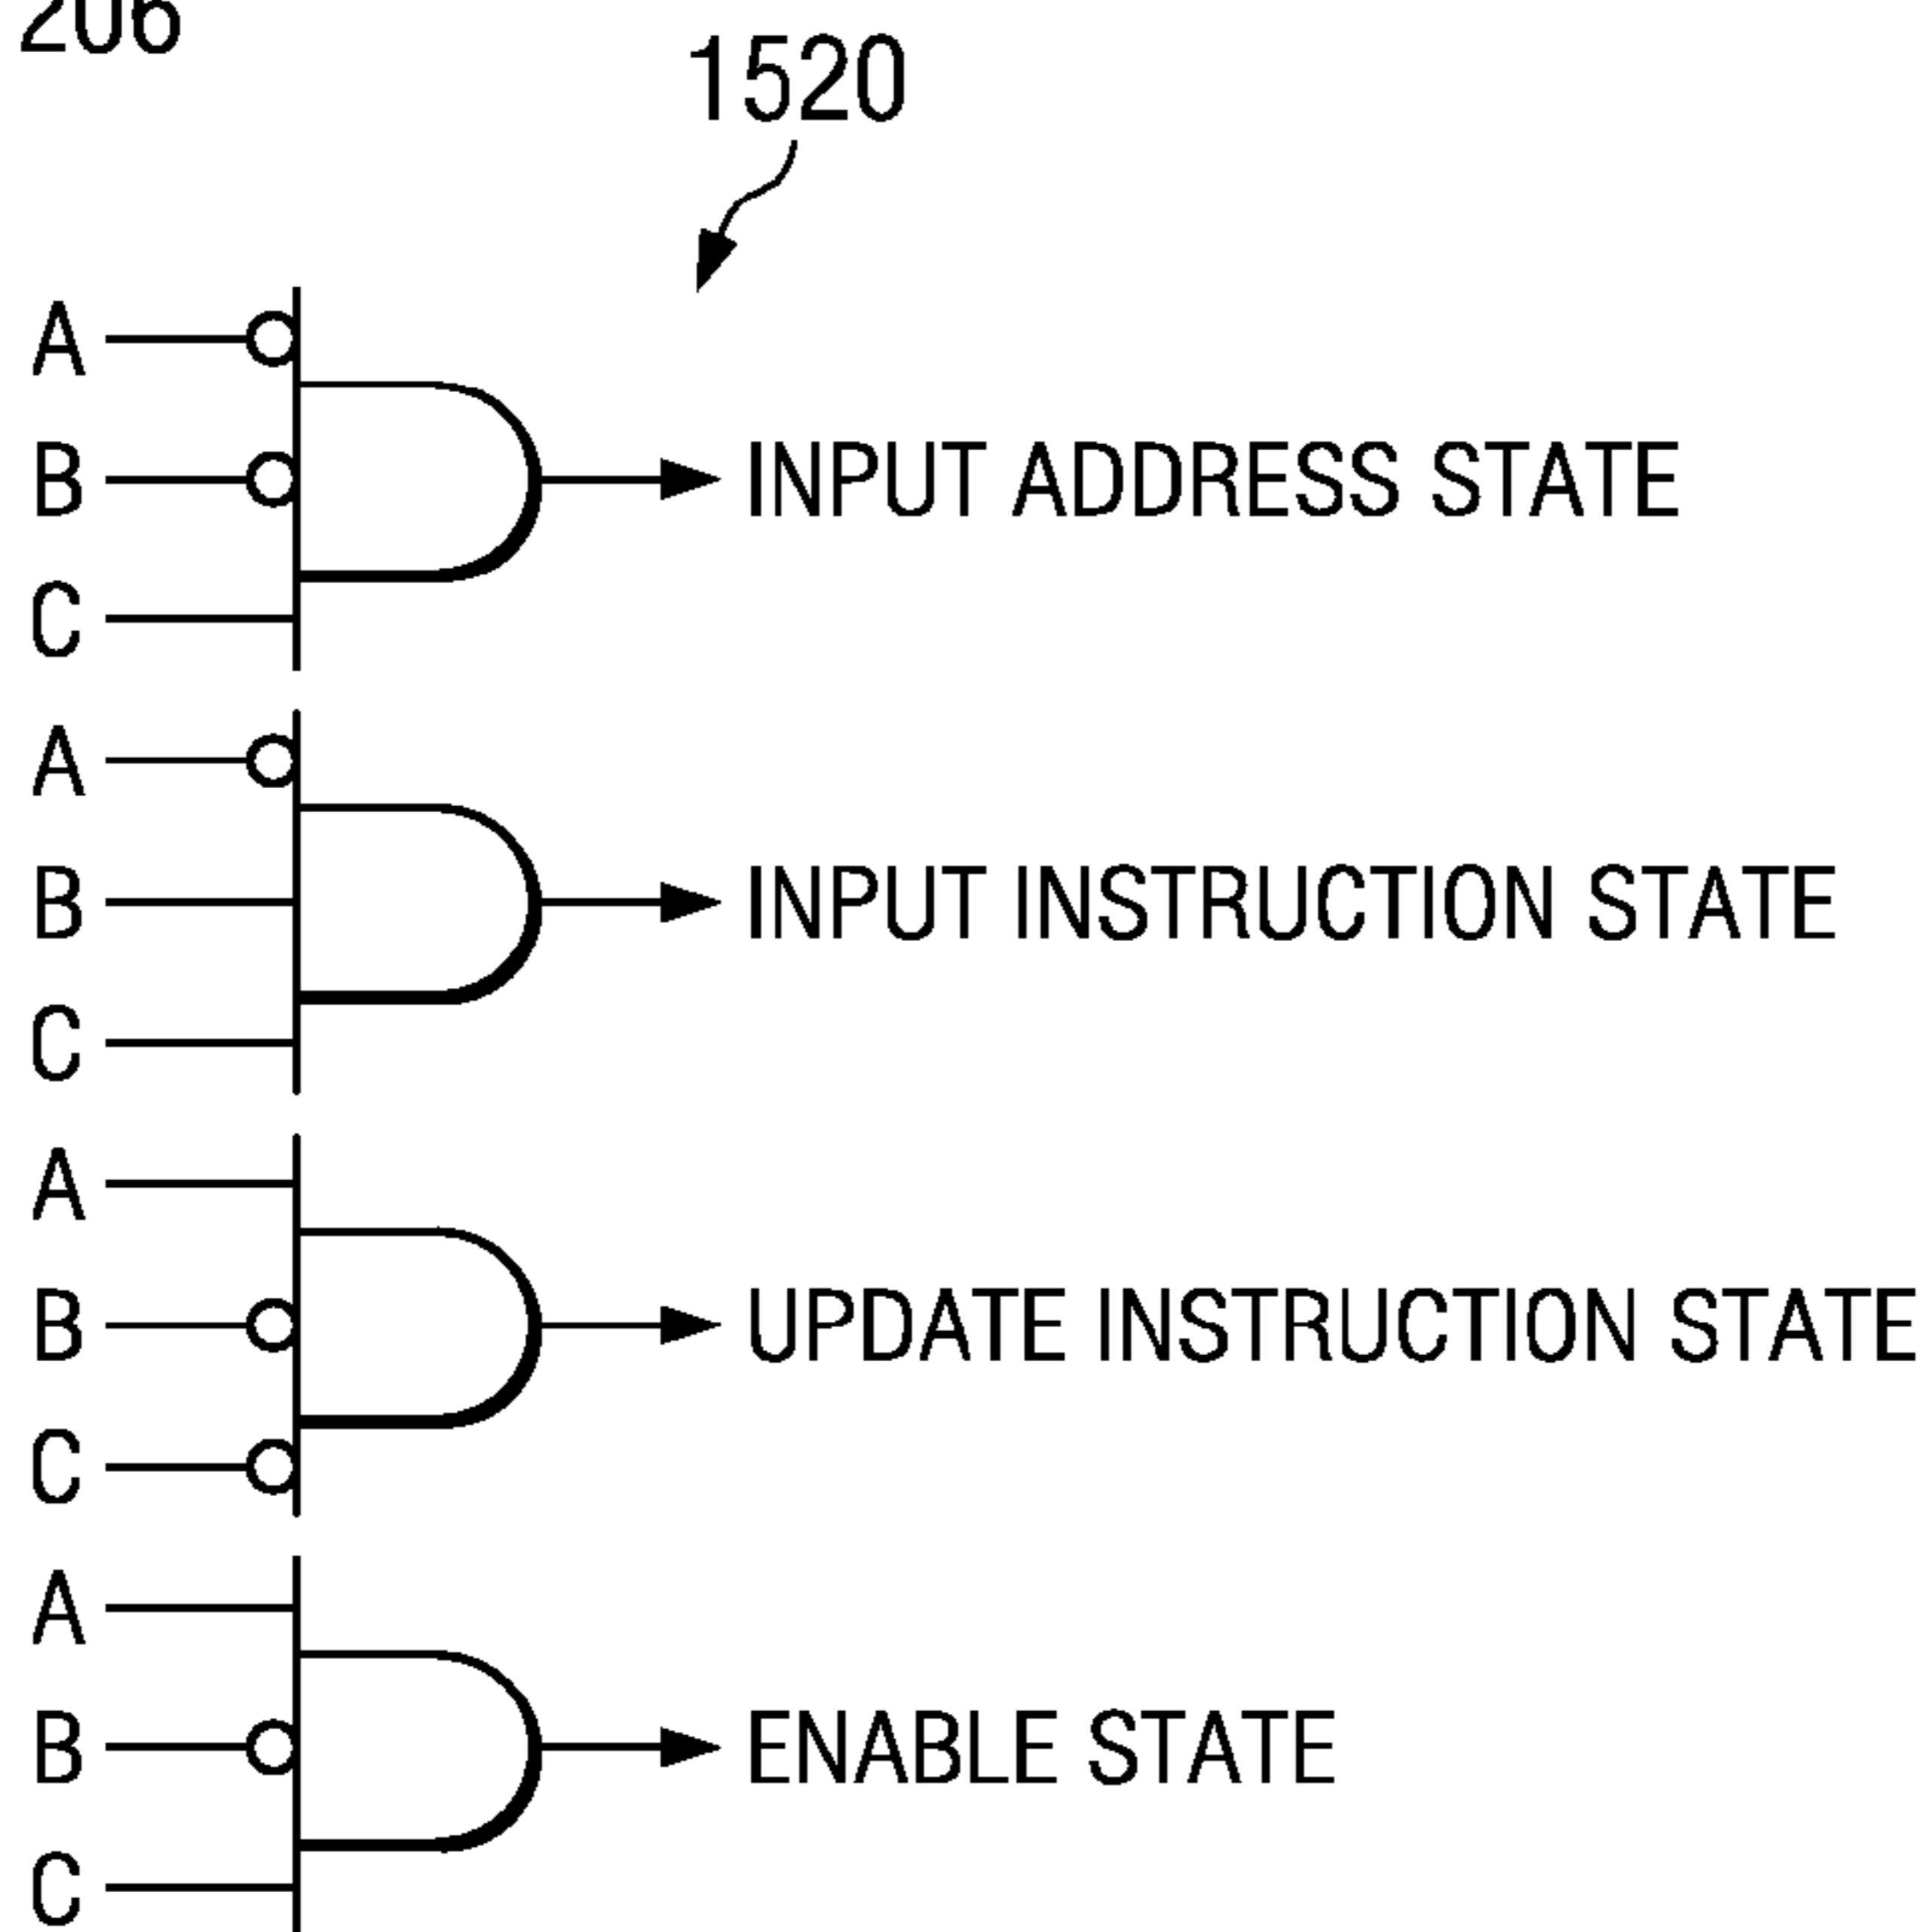 206
1520
A
B
C
INPUT ADDRESS STATE
A
B
C
INPUT INSTRUCTION STATE
A
B
C
UPDATE INSTRUCTION STATE
A
B
C
ENABLE STATE